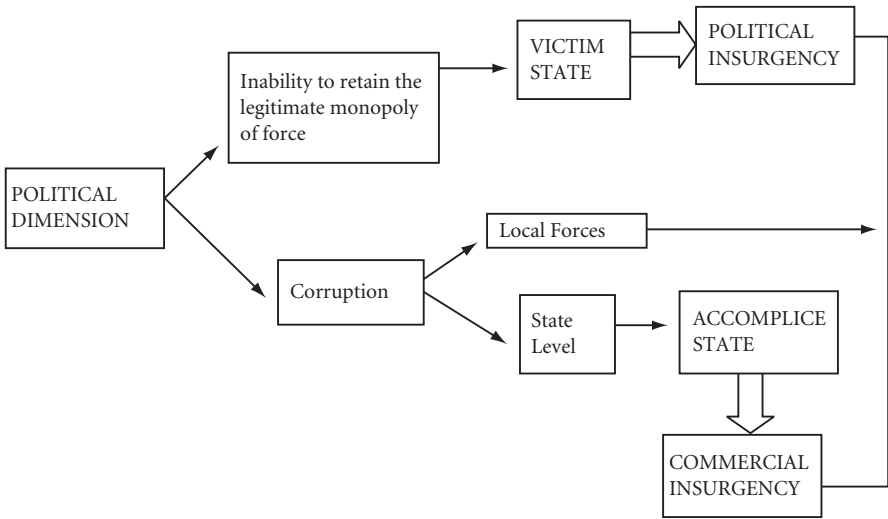 POLITICAL
DIMENSION
Inability to retain the
legitimate monopoly
of force
VICTIM
STATE
POLITICAL
INSURGENCY
Corruption
Local Forces
State
Level
ACCOMPLICE
STATE
COMMERCIAL
INSURGENCY